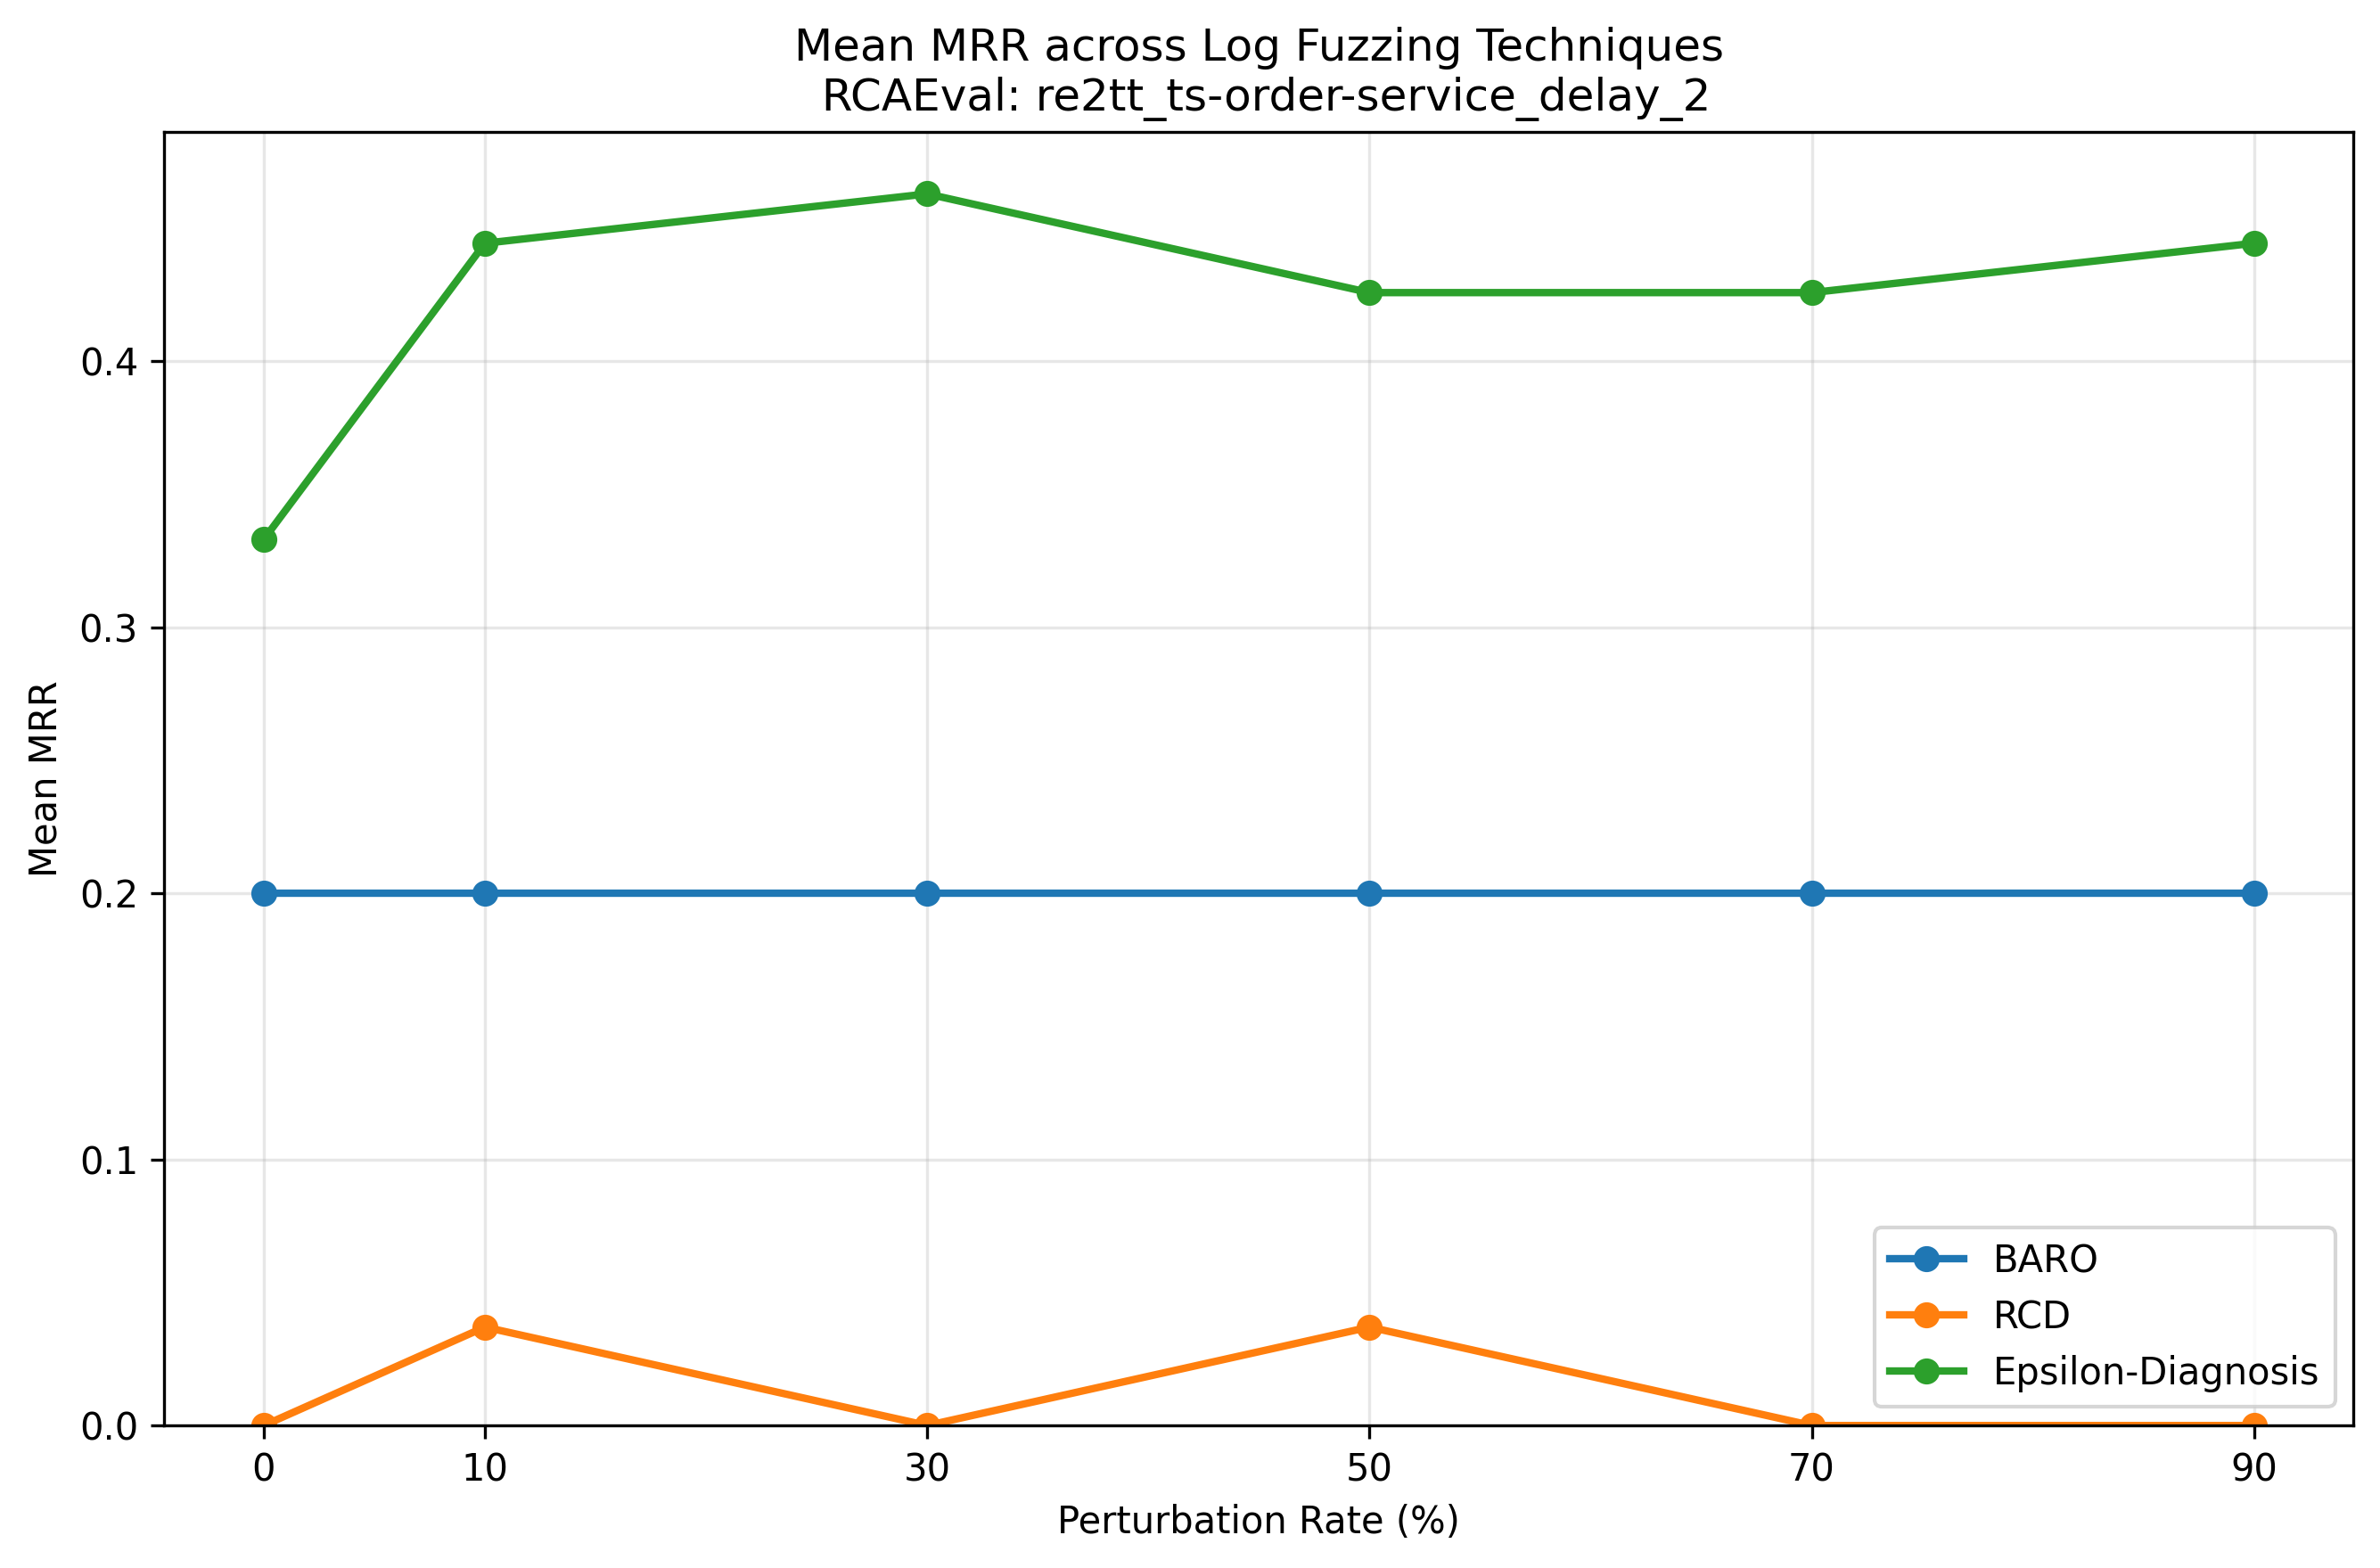 Mean MRR across Log Fuzzing Techniques
RCAEval: re2tt_ts-order-service_delay_2
Mean MRR
0.4
0.3
0.2
0.1
0.0
0 10 30 50 70 90
Perturbation Rate (%)
BARO
RCD
Epsilon-Diagnosis